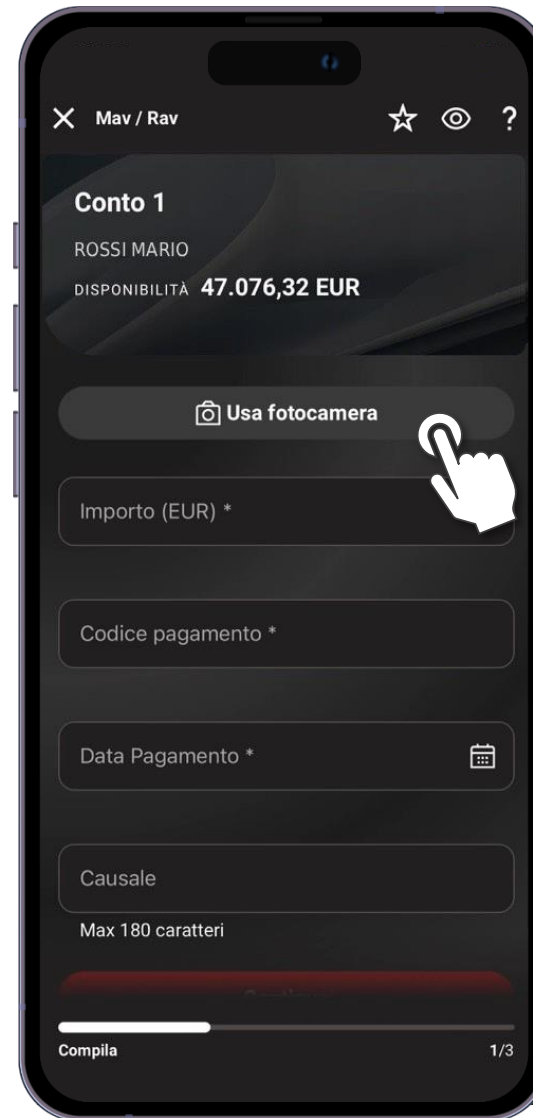 Mav / Rav
?
Conto 1
ROSSI MARIO
DISPONIBILITÀ 47.076,32 EUR
Usa fotocamera
Importo (EUR) *
Codice pagamento *
Data Pagamento *
Causale
Max 180 caratteri
Compila 1/3